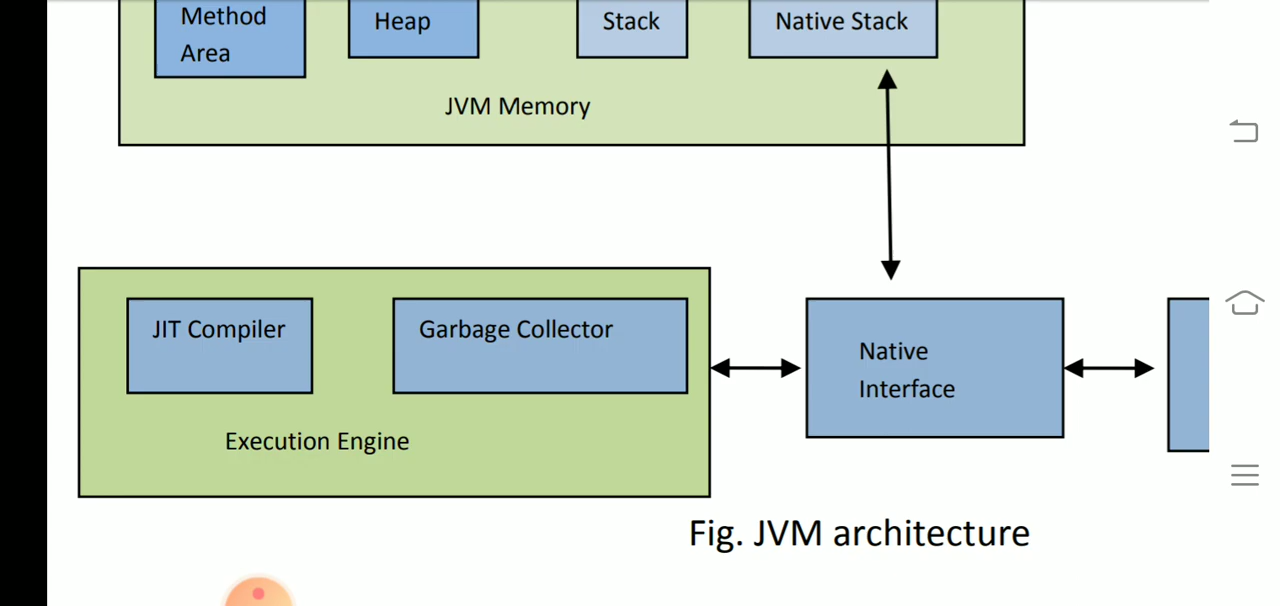 Method
Area
Heap
Stack
Native Stack
JVM Memory
JIT Compiler
Garbage Collector
Execution Engine
Native
Interface
Fig. JVM architecture